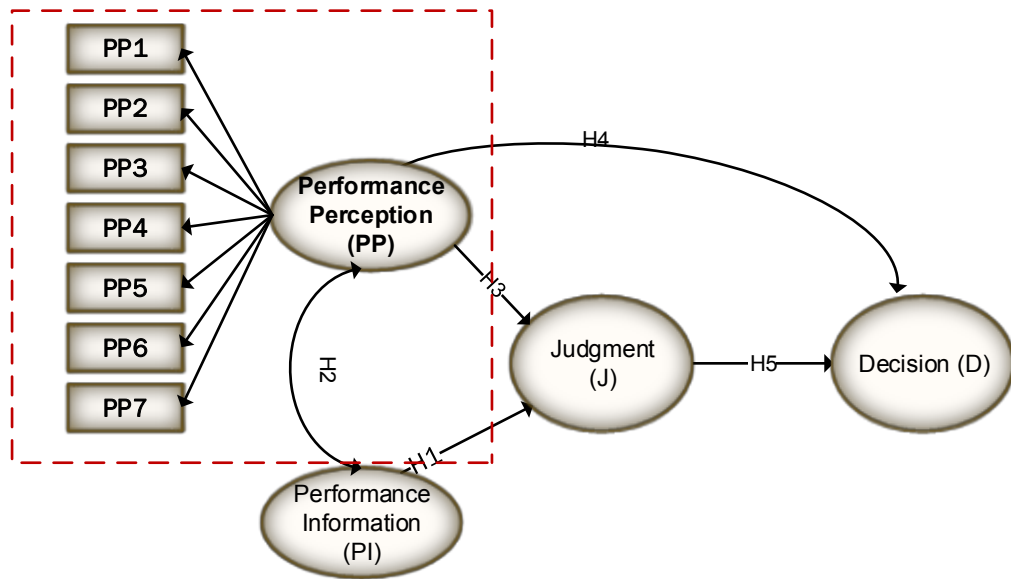 PP1
PP2
PP3
PP4
PP5
PP6
PP7
Performance
Perception
(PP)
H4
H3
H2
Judgment
(J)
H5
Decision (D)
H1
Performance
Information
(PI)